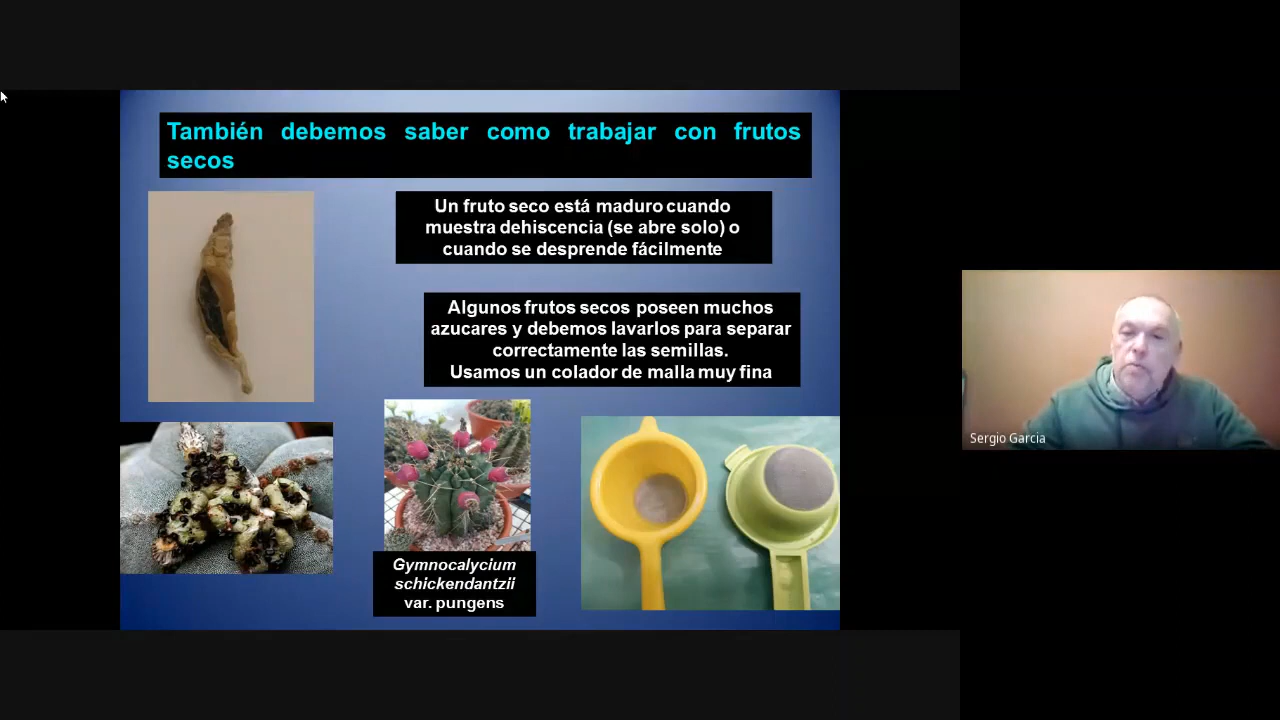 También debemos saber como trabajar con frutos
secos
Un fruto seco está maduro cuando
muestra dehiscencia (se abre solo) o
cuando se desprende fácilmente
Algunos frutos secos poseen muchos
azucares y debemos lavarlos para separar
correctamente las semillas.
Usamos un colador de malla muy fina
Gymnocalycium
schickendantzii
var. pungens
Sergio Garcia